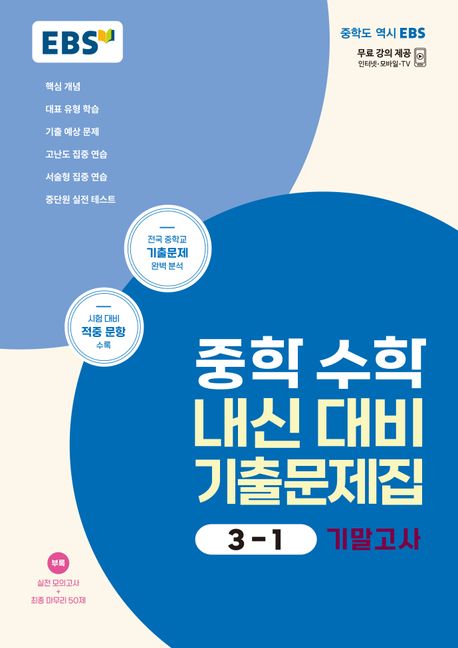 EBS
중학도 역시 EBS
무료 강의 제공
인터넷·모바일·TV
핵심 개념
대표 유형 학습
기출 예상 문제
고난도 집중 연습
서술형 집중 연습
중단원 실전 테스트
전국 중학교
기출문제
완벽 분석
시험 대비
적중 문항
수록
중학 수학
내신 대비
기출문제집
3-1 기말고사
부록
실전 모의고사
+
최종 마무리 50제